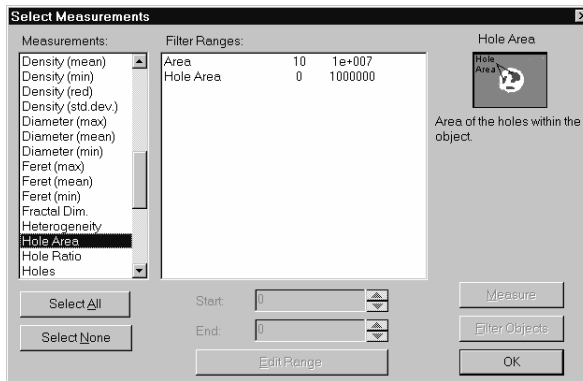 Select Measurements
Measurements:
Density (mean)
Density (min)
Density (red)
Density (std.dev.)
Diameter (max)
Diameter (mean)
Diameter (min)
Feret (max)
Feret (mean)
Feret (min)
Fractal Dim.
Heterogeneity
Hole Area
Hole Ratio
Holes
Select All
Select None
Filter Ranges:
Area 10 1e+007
Hole Area 0 1000000
Start: 0
End: 0
Edit Range
Hole Area
Hole
Area
Area of the holes within the
object.
Measure
Filter Objects
OK